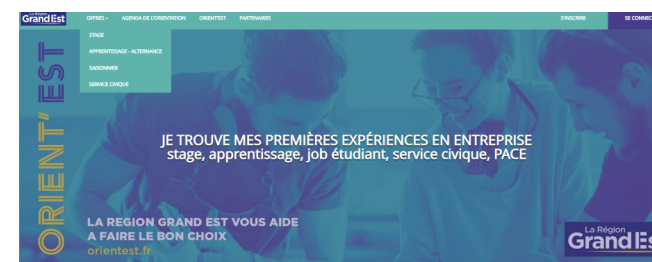 La Région
Grand Est
OFFRES
AGENDA DE L'ORIENTATION
ORIENT'EST
PARTENAIRES
S'INSCRIRE
SE CONNEC
STAGE
APPRENTISSAGE - ALTERNANCE
SAISONNIER
SERVICE CIVIQUE
ORIENT'EST
JE TROUVE MES PREMIÈRES EXPÉRIENCES EN ENTREPRISE
stage, apprentissage, job étudiant, service civique, PACE
LA REGION GRAND EST VOUS AIDE
A FAIRE LE BON CHOIX
orientest.fr
La Région
Grand Es